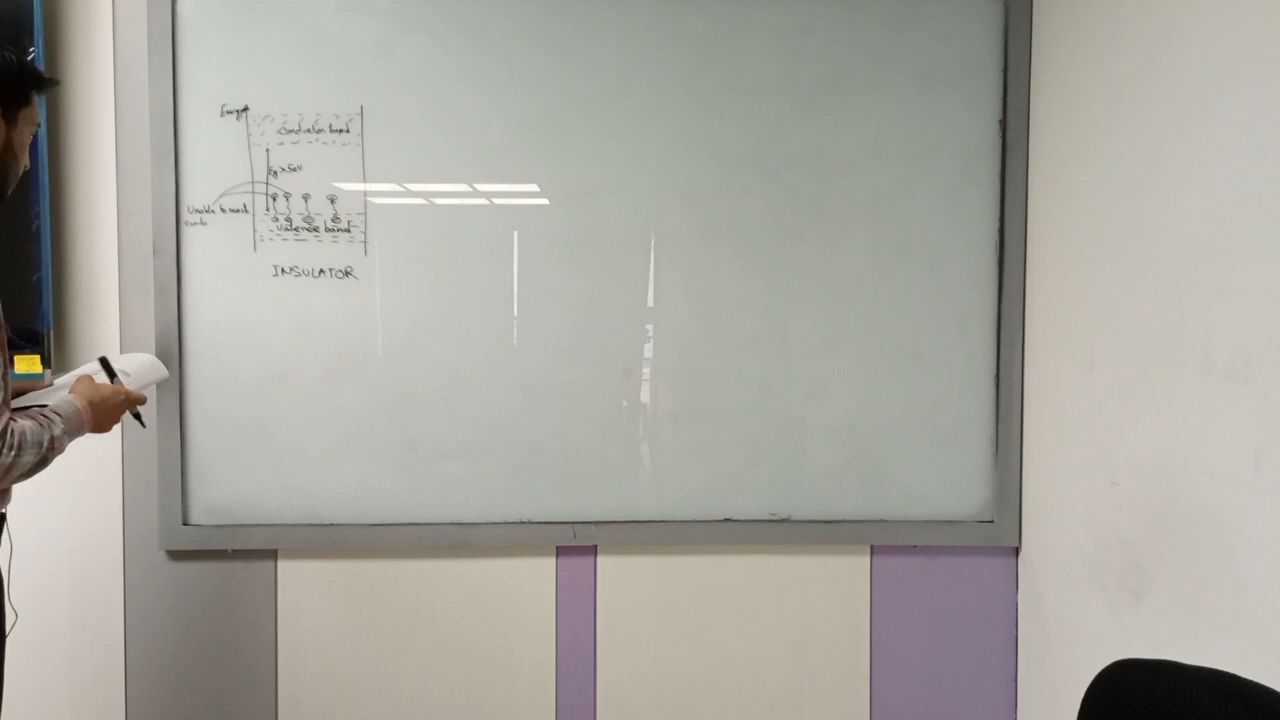 Energy
Conduction band
Eg > 5eV
Unable to reach
Valence band
INSULATOR